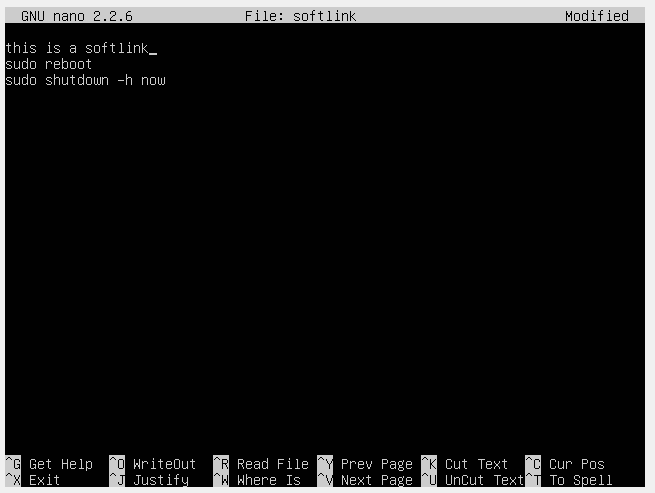 GNU nano 2.2.6 File: softlink Modified
this is a softlink_
sudo reboot
sudo shutdown -h now
^G Get Help ^O WriteOut ^R Read File ^Y Prev Page ^K Cut Text ^C Cur Pos
^X Exit ^J Justify ^W Where Is ^V Next Page ^U UnCut Text ^T To Spell